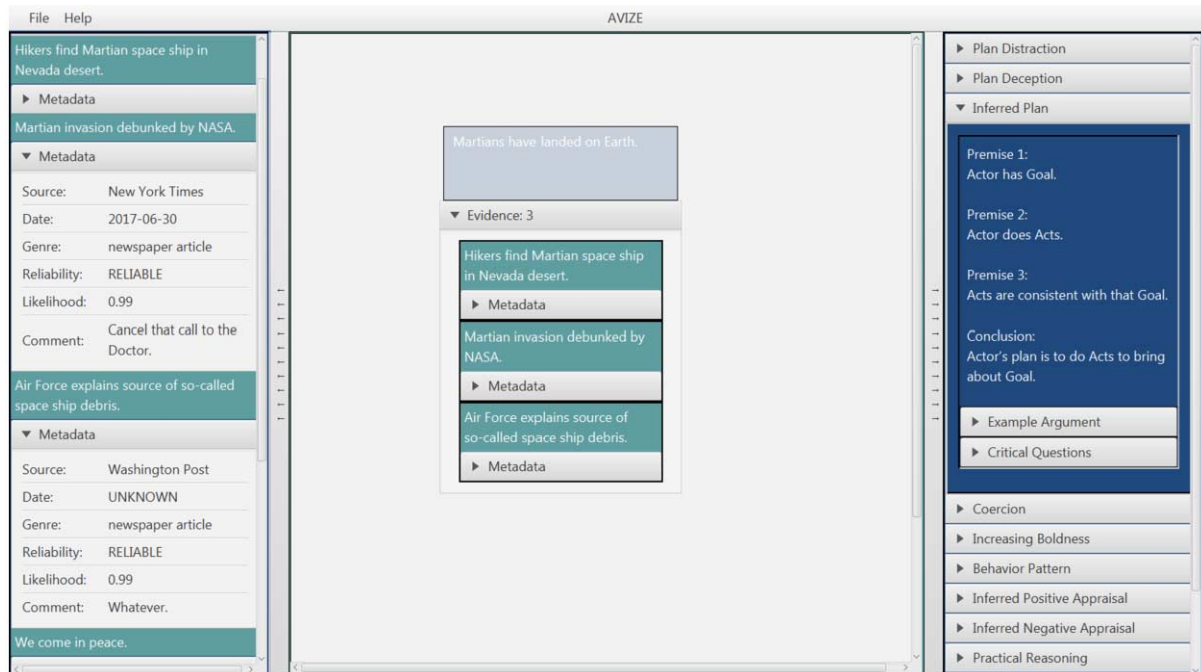 File Help
AVIZE
Hikers find Martian space ship in
Nevada desert.
Metadata
Martian invasion debunked by NASA.
Metadata
Source: New York Times
Date: 2017-06-30
Genre: newspaper article
Reliability: RELIABLE
Likelihood: 0.99
Comment: Cancel that call to the
Doctor.
Air Force explains source of so-called
space ship debris.
Metadata
Source: Washington Post
Date: UNKNOWN
Genre: newspaper article
Reliability: RELIABLE
Likelihood: 0.99
Comment: Whatever.
We come in peace.
Martians have landed on Earth.
Evidence: 3
Hikers find Martian space ship
in Nevada desert.
Metadata
Martian invasion debunked by
NASA.
Metadata
Air Force explains source of
so-called space ship debris.
Metadata
Plan Distraction
Plan Deception
Inferred Plan
Premise 1:
Actor has Goal.
Premise 2:
Actor does Acts.
Premise 3:
Acts are consistent with that Goal.
Conclusion:
Actor's plan is to do Acts to bring
about Goal.
Example Argument
Critical Questions
Coercion
Increasing Boldness
Behavior Pattern
Inferred Positive Appraisal
Inferred Negative Appraisal
Practical Reasoning